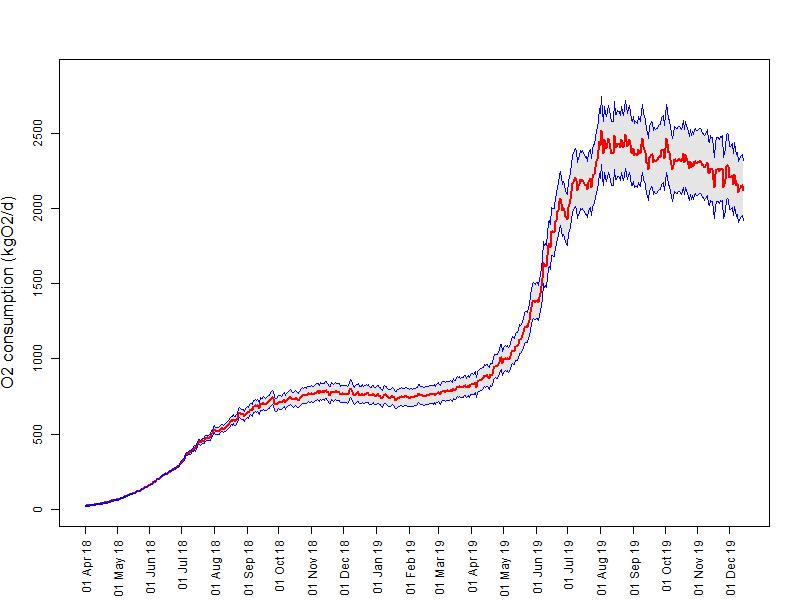 O2 consumption (kgO2/d)
2500
2000
1500
1000
500
0
01 Apr 18
01 May 18
01 Jun 18
01 Jul 18
01 Aug 18
01 Sep 18
01 Oct 18
01 Nov 18
01 Dec 18
01 Jan 19
01 Feb 19
01 Mar 19
01 Apr 19
01 May 19
01 Jun 19
01 Jul 19
01 Aug 19
01 Sep 19
01 Oct 19
01 Nov 19
01 Dec 19